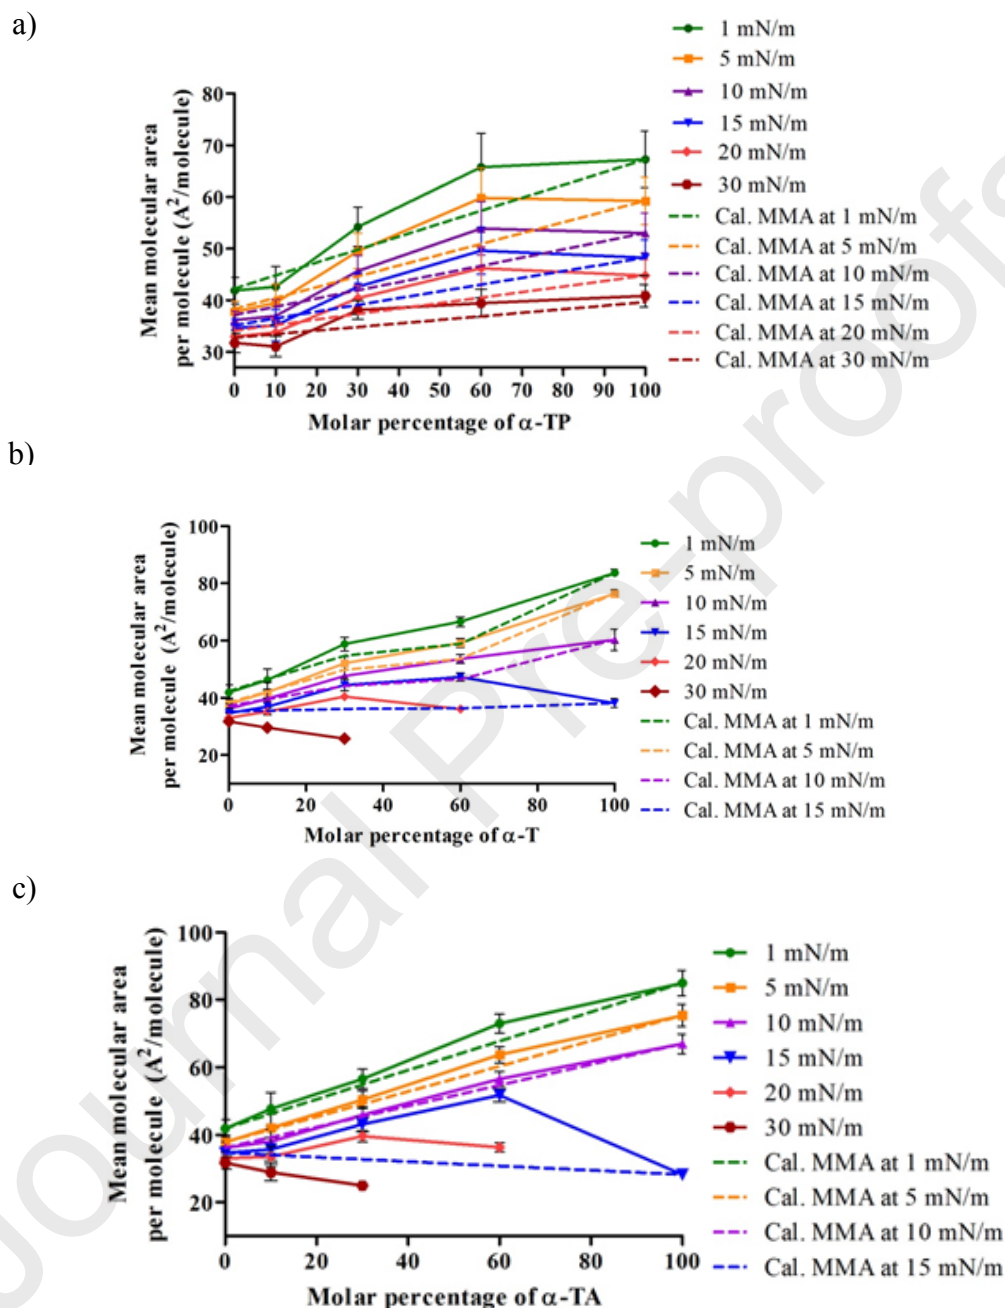 a)
1 mN/m
5 mN/m
10 mN/m
15 mN/m
20 mN/m
30 mN/m
Cal. MMA at 1 mN/m
Cal. MMA at 5 mN/m
Cal. MMA at 10 mN/m
Cal. MMA at 15 mN/m
Cal. MMA at 20 mN/m
Cal. MMA at 30 mN/m
Mean molecular area
per molecule (A²/molecule)
80
70
60
50
40
30
0 10 20 30 40 50 60 70 80 90 100
Molar percentage of α-TP
b)
1 mN/m
5 mN/m
10 mN/m
15 mN/m
20 mN/m
30 mN/m
Cal. MMA at 1 mN/m
Cal. MMA at 5 mN/m
Cal. MMA at 10 mN/m
Cal. MMA at 15 mN/m
Mean molecular area
per molecule (A²/molecule)
100
80
60
40
20
0 20 40 60 80 100
Molar percentage of α-T
c)
1 mN/m
5 mN/m
10 mN/m
15 mN/m
20 mN/m
30 mN/m
Cal. MMA at 1 mN/m
Cal. MMA at 5 mN/m
Cal. MMA at 10 mN/m
Cal. MMA at 15 mN/m
Mean molecular area
per molecule (A²/molecule)
100
80
60
40
20
0 20 40 60 80 100
Molar percentage of α-TA
Journal Pre-proofs